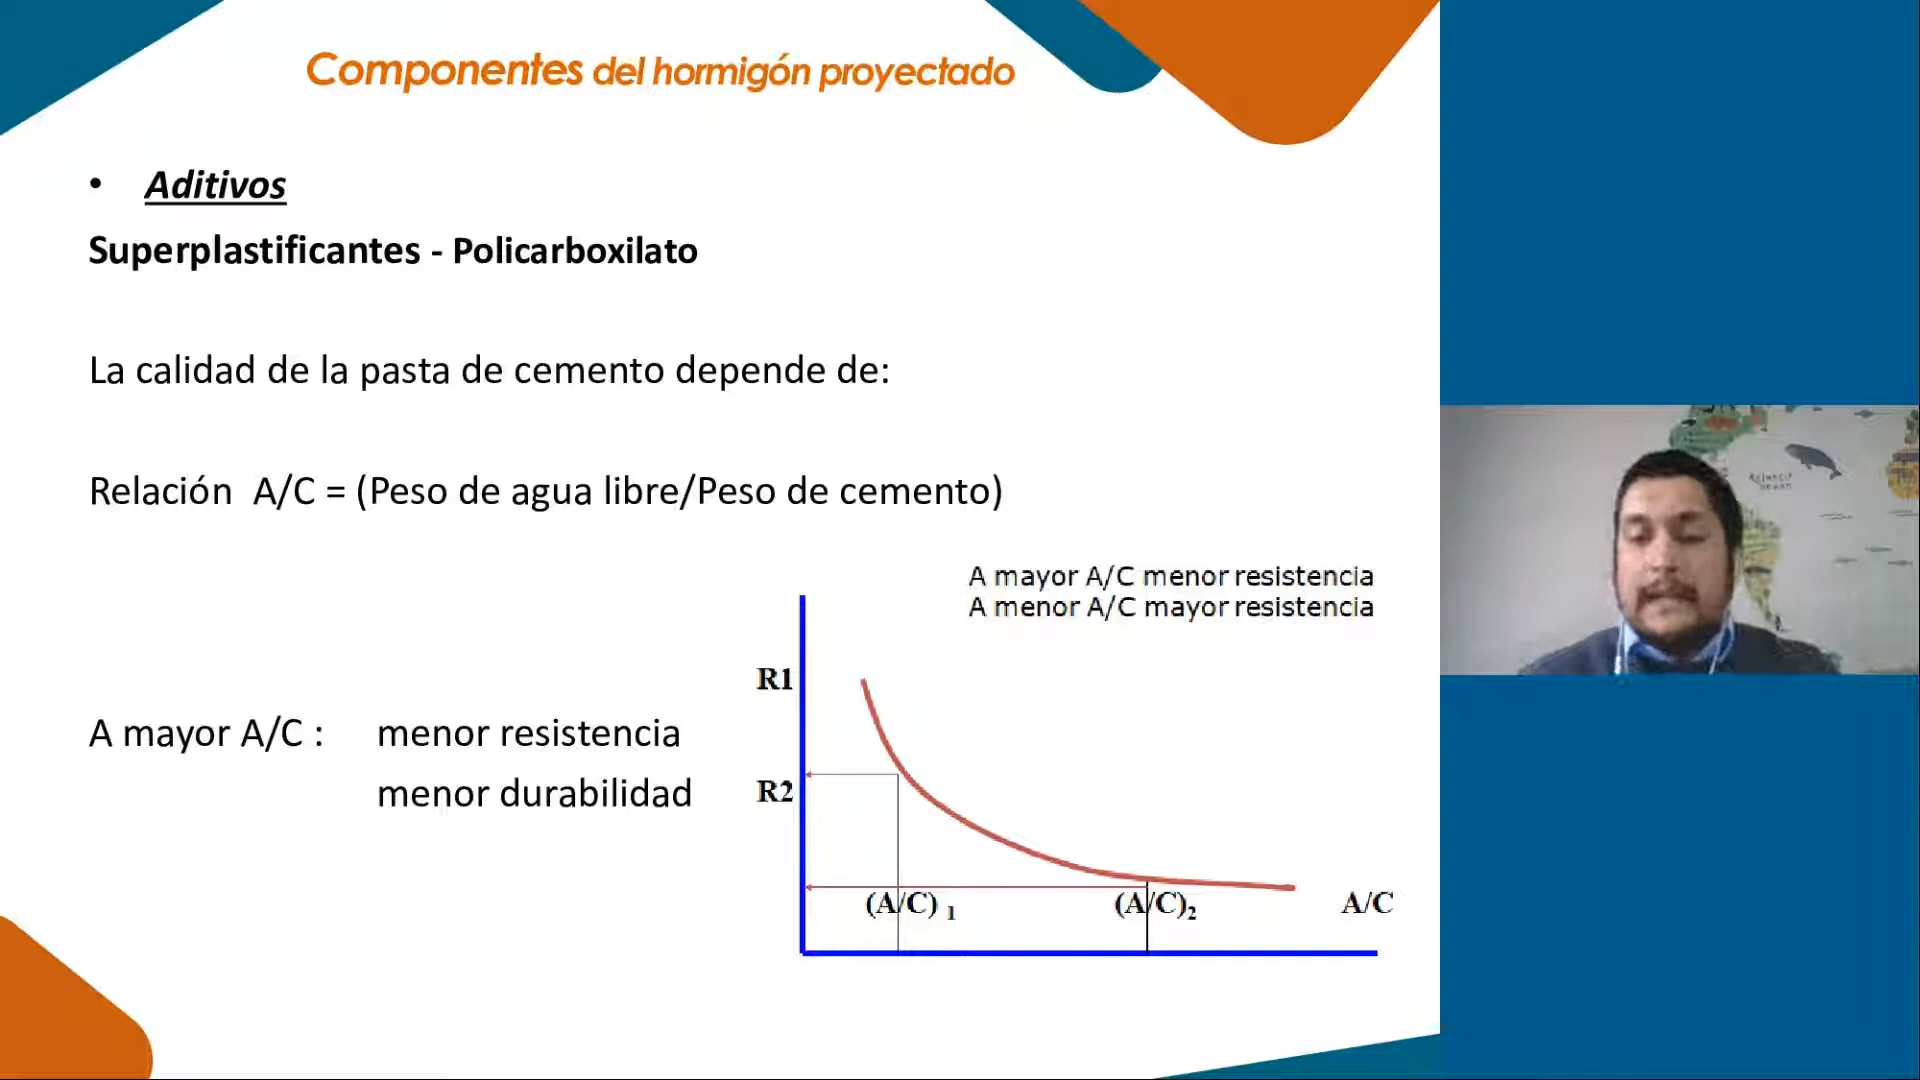 Componentes del hormigón proyectado
• Aditivos
Superplastificantes - Policarboxilato
La calidad de la pasta de cemento depende de:
Relación A/C = (Peso de agua libre/Peso de cemento)
A mayor A/C menor resistencia
A menor A/C mayor resistencia
A mayor A/C : menor resistencia
menor durabilidad
R1
R2
(A/C) 1
(A/C)2
A/C